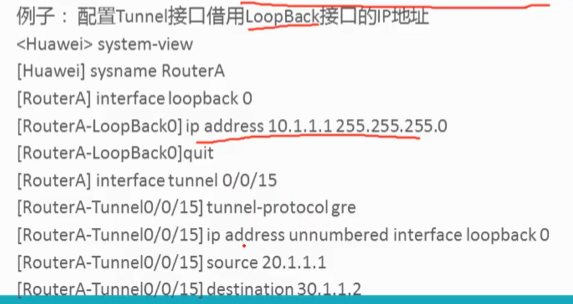 例子： 配置Tunnel接口借用LoopBack接口的IP地址
<Huawei> system-view
[Huawei] sysname RouterA
[RouterA] interface loopback 0
[RouterA-LoopBack0] ip address 10.1.1.1 255.255.255.0
[RouterA-LoopBack0]quit
[RouterA] interface tunnel 0/0/15
[RouterA-Tunnel0/0/15] tunnel-protocol gre
[RouterA-Tunnel0/0/15] ip address unnumbered interface loopback 0
[RouterA-Tunnel0/0/15] source 20.1.1.1
[RouterA-Tunnel0/0/15] destination 30.1.1.2